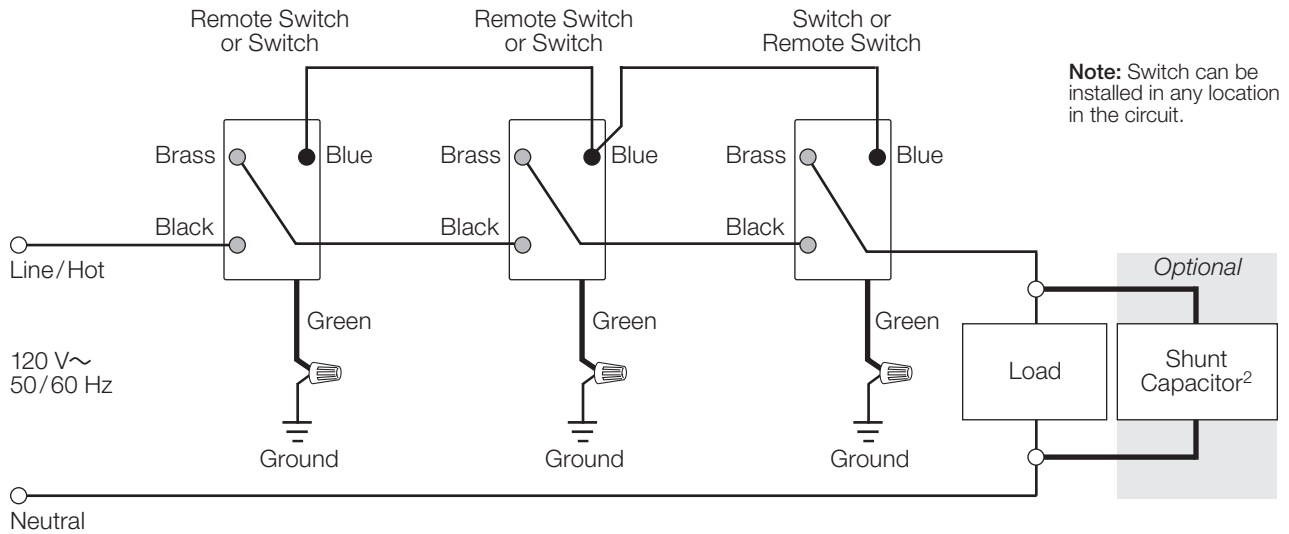 Remote Switch
or Switch
Remote Switch
or Switch
Switch or
Remote Switch
Note: Switch can be
installed in any location
in the circuit.
Brass
Blue
Brass
Blue
Brass
Blue
Black
Black
Black
Line/Hot
Optional
Green
Green
Green
120 V~
50/60 Hz
Load
Shunt
Capacitor²
Ground
Ground
Ground
Neutral